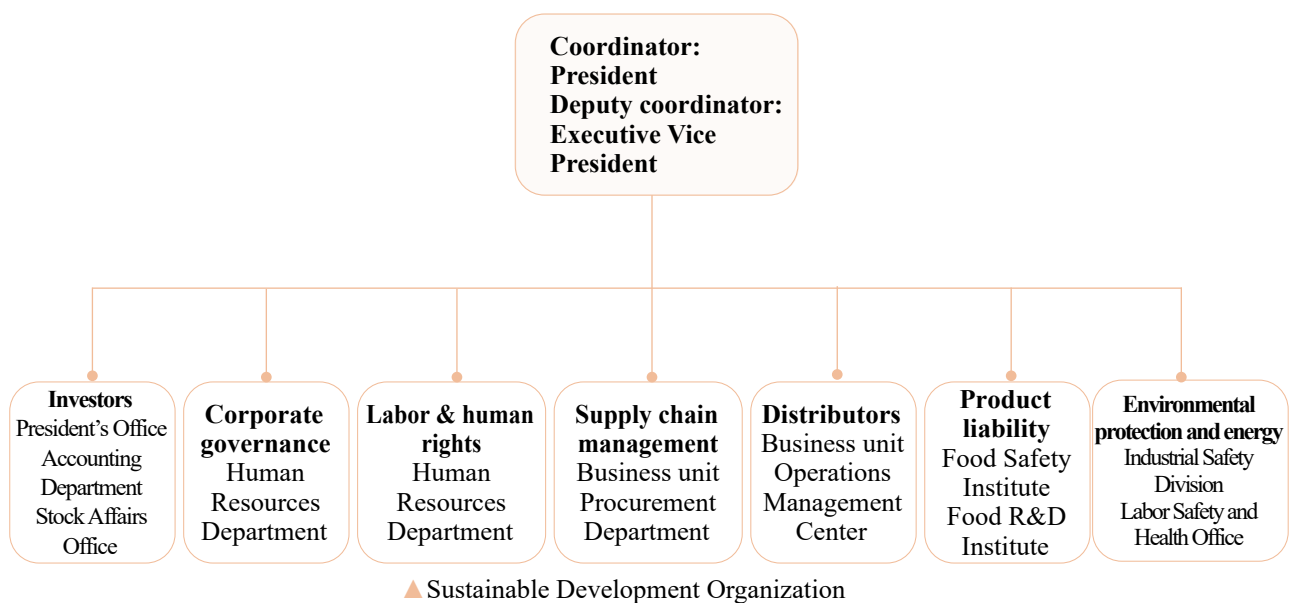 Coordinator:
President
Deputy coordinator:
Executive Vice
President
Investors
President’s Office
Accounting
Department
Stock Affairs
Office
Corporate
governance
Human
Resources
Department
Labor & human
rights
Human
Resources
Department
Supply chain
management
Business unit
Procurement
Department
Distributors
Business unit
Operations
Management
Center
Product
liability
Food Safety
Institute
Food R&D
Institute
Environmental
protection and energy
Industrial Safety
Division
Labor Safety and
Health Office
Sustainable Development Organization